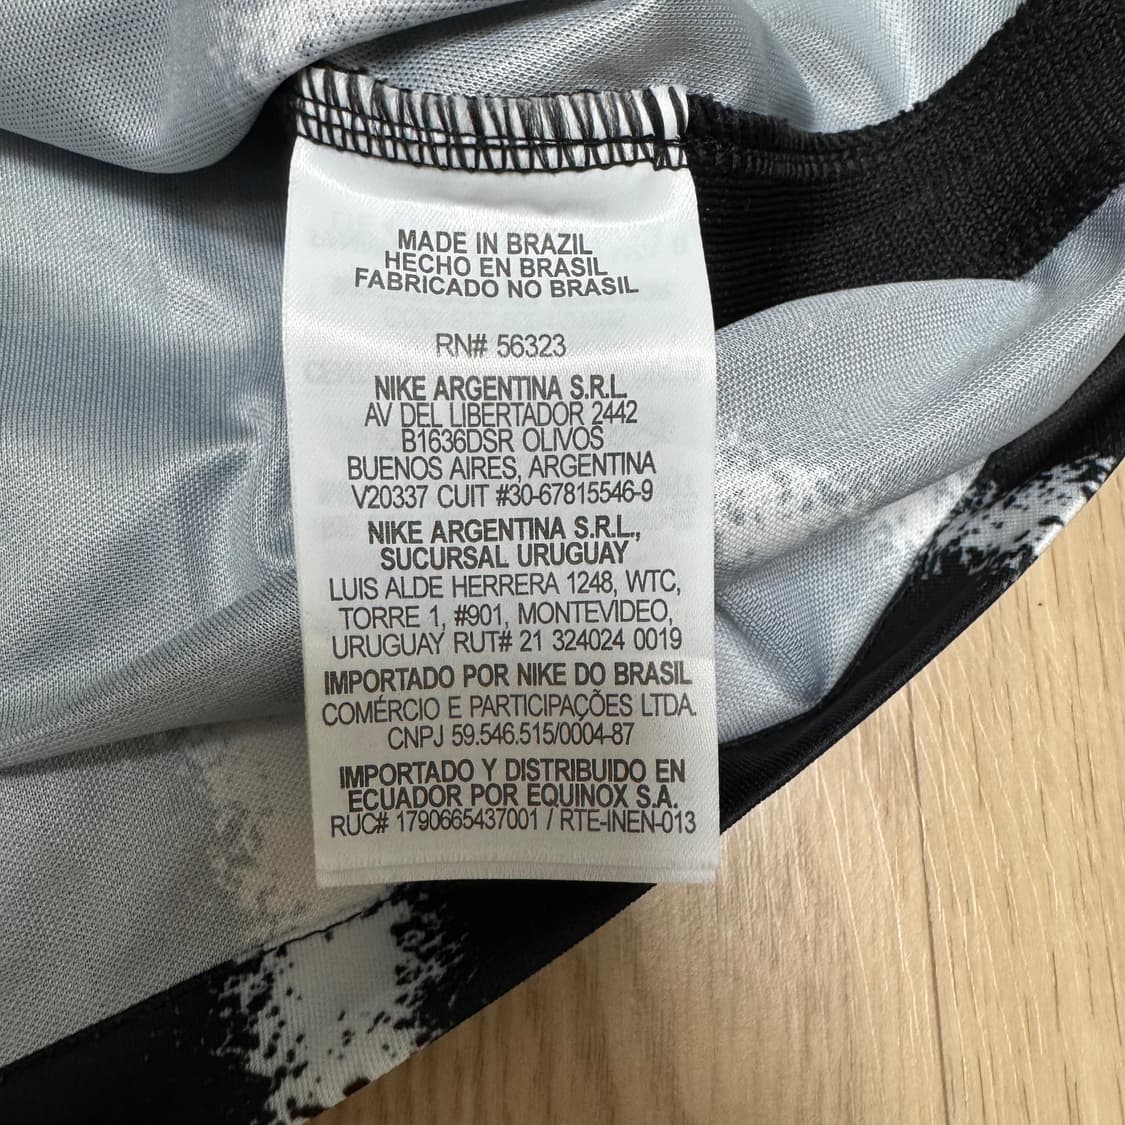 MADE IN BRAZIL
HECHO EN BRASIL
FABRICADO NO BRASIL
RN# 56323
NIKE ARGENTINA S.R.L.
AV DEL LIBERTADOR 2442
B1636DSR OLIVOS
BUENOS AIRES, ARGENTINA
V20337 CUIT #30-67815546-9
NIKE ARGENTINA S.R.L.,
SUCURSAL URUGUAY
LUIS ALDE HERRERA 1248, WTC,
TORRE 1, #901, MONTEVIDEO,
URUGUAY RUT# 21 324024 0019
IMPORTADO POR NIKE DO BRASIL
COMÉRCIO E PARTICIPAÇÕES LTDA.
CNPJ 59.546.515/0004-87
IMPORTADO Y DISTRIBUIDO EN
ECUADOR POR EQUINOX S.A.
RUC# 1790665437001 / RTE-INEN-013